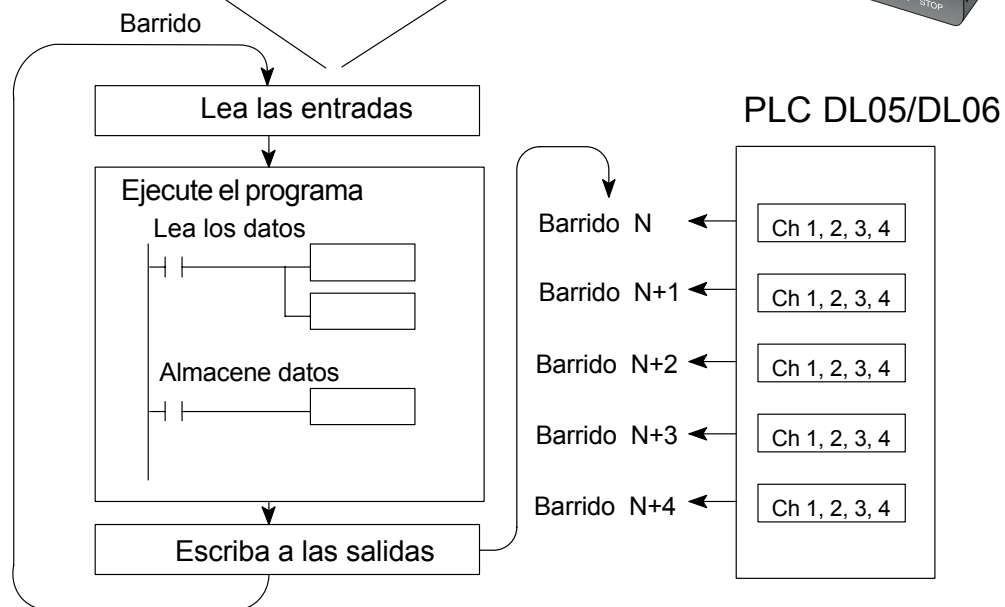 STOP
Barrido
Lea las entradas
PLC DL05/DL06
Ejecute el programa
Lea los datos
Almacene datos
Escriba a las salidas
Barrido N
Ch 1, 2, 3, 4
Barrido N+1
Ch 1, 2, 3, 4
Barrido N+2
Ch 1, 2, 3, 4
Barrido N+3
Ch 1, 2, 3, 4
Barrido N+4
Ch 1, 2, 3, 4